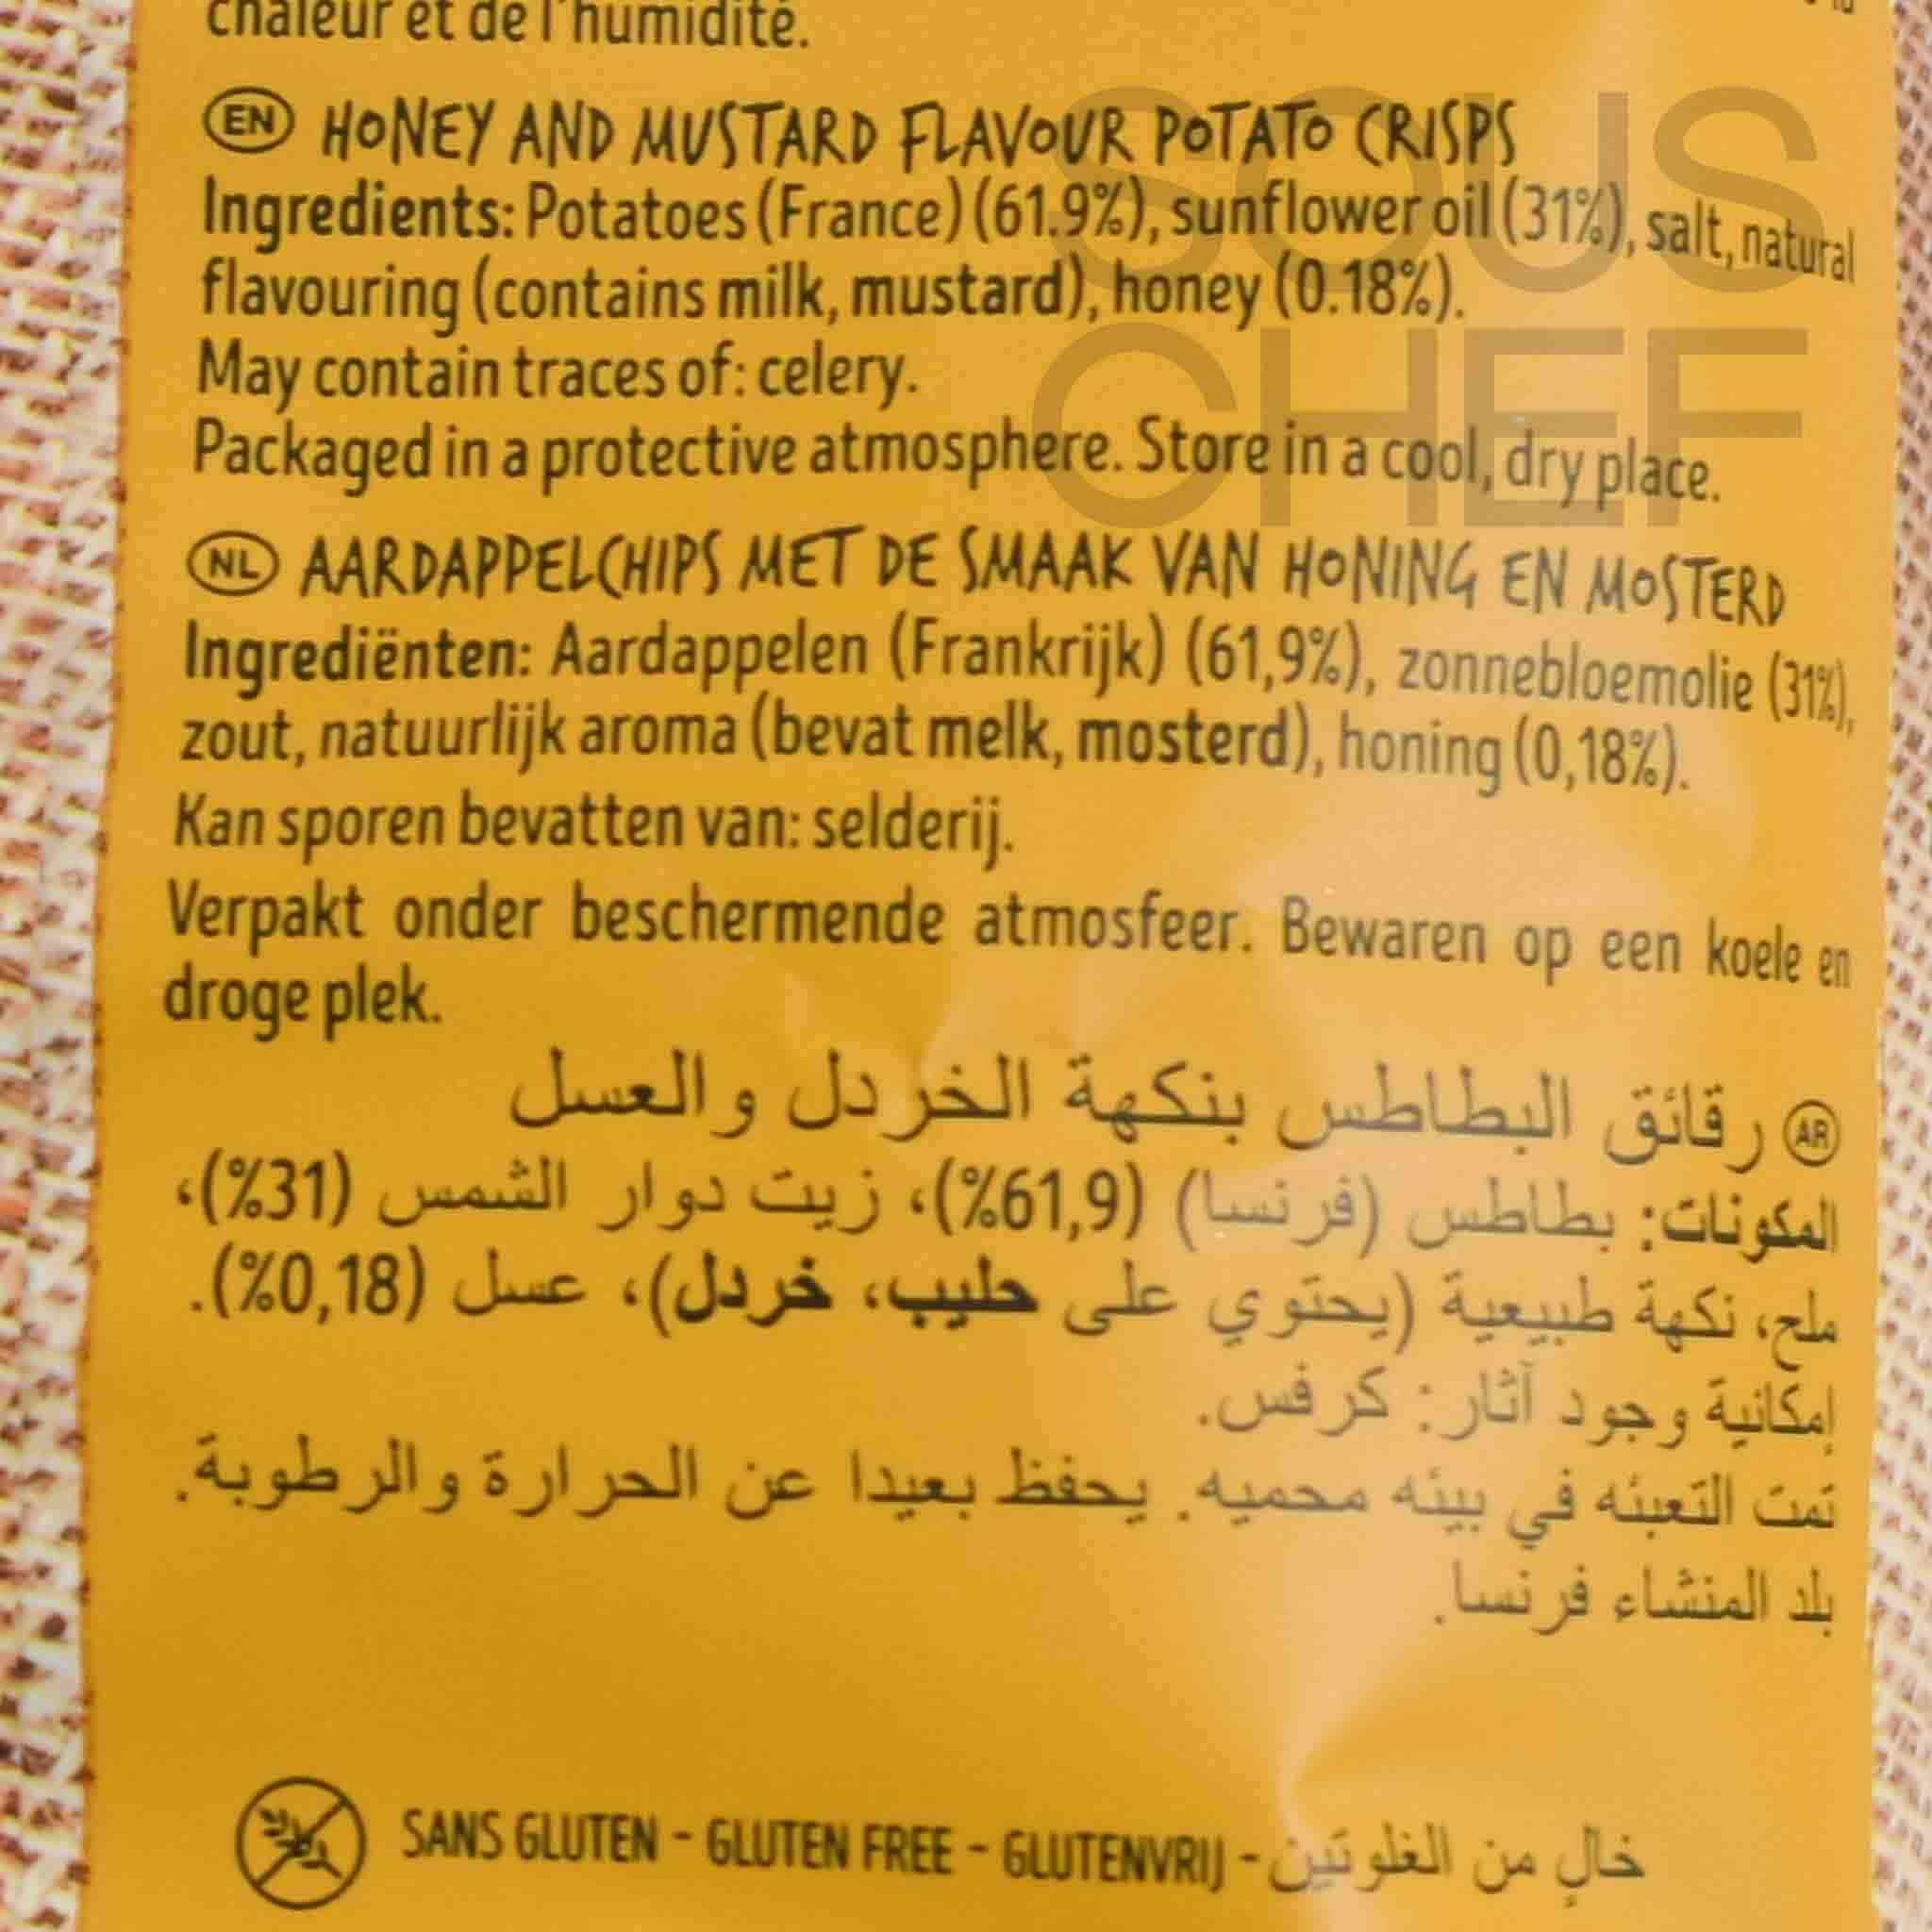 chaleur et de l'humidité.
EN HONEY AND MUSTARD FLAVOUR POTATO CRISPS
Ingredients: Potatoes (France) (61.9%), sunflower oil (31%), salt, natural
flavouring (contains milk, mustard), honey (0.18%).
May contain traces of: celery.
Packaged in a protective atmosphere. Store in a cool, dry place.
SOUS
CHEF
NL AARDAPPELCHIPS MET DE SMAAK VAN HONING EN MOSTERD
Ingrediënten: Aardappelen (Frankrijk) (61,9%), zonnebloemolie (31%),
zout, natuurlijk aroma (bevat melk, mosterd), honing (0,18%).
Kan sporen bevatten van: selderij.
Verpakt onder beschermende atmosfeer. Bewaren op een koele en
droge plek.
AR رقائق البطاطس بنكهة الخردل والعسل
المكونات: بطاطس (فرنسا) (61,9%)، زيت دوار الشمس (31%)،
ملح، نكهة طبيعية (يحتوي على حليب، خردل)، عسل (0,18%).
إمكانية وجود آثار: كرفس.
تمت التعبئه في بيئه محميه. يحفظ بعيدا عن الحرارة والرطوبة.
بلد المنشاء فرنسا.
SANS GLUTEN - GLUTEN FREE - GLUTENVRIJ - خالٍ من الغلوتين